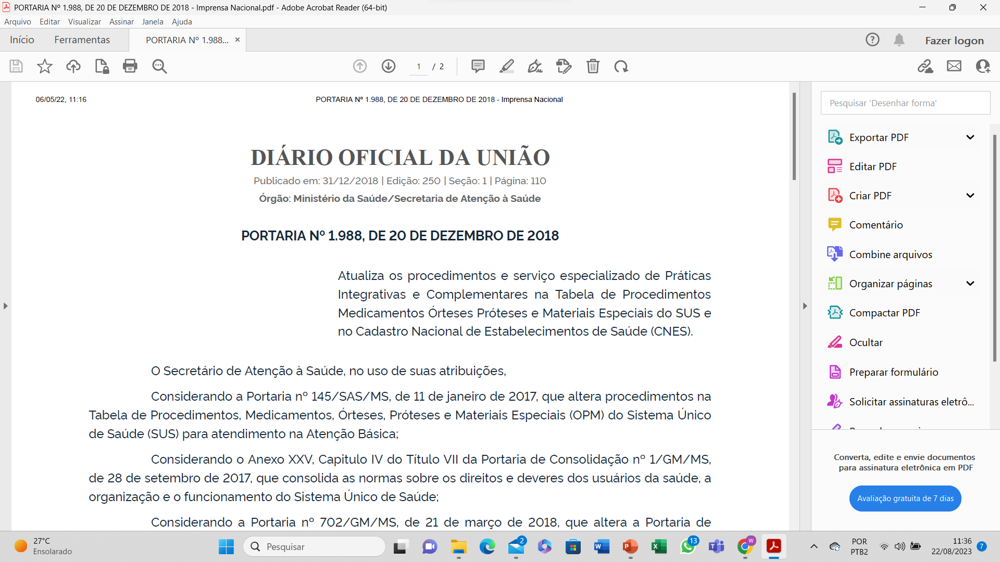 PORTARIA Nº 1.988, DE 20 DE DEZEMBRO DE 2018 - Imprensa Nacional.pdf - Adobe Acrobat Reader (64-bit)
Arquivo Editar Visualizar Assinar Janela Ajuda
Início Ferramentas PORTARIA Nº 1.988... × Fazer logon
1 / 2
06/05/22, 11:16 PORTARIA Nº 1.988, DE 20 DE DEZEMBRO DE 2018 - Imprensa Nacional
DIÁRIO OFICIAL DA UNIÃO
Publicado em: 31/12/2018 | Edição: 250 | Seção: 1 | Página: 110
Órgão: Ministério da Saúde/Secretaria de Atenção à Saúde
PORTARIA Nº 1.988, DE 20 DE DEZEMBRO DE 2018
Atualiza os procedimentos e serviço especializado de Práticas
Integrativas e Complementares na Tabela de Procedimentos
Medicamentos Órteses Próteses e Materiais Especiais do SUS e
no Cadastro Nacional de Estabelecimentos de Saúde (CNES).
O Secretário de Atenção à Saúde, no uso de suas atribuições,
Considerando a Portaria nº 145/SAS/MS, de 11 de janeiro de 2017, que altera procedimentos na
Tabela de Procedimentos, Medicamentos, Órteses, Próteses e Materiais Especiais (OPM) do Sistema Único
de Saúde (SUS) para atendimento na Atenção Básica;
Considerando o Anexo XXV, Capitulo IV do Título VII da Portaria de Consolidação nº 1/GM/MS,
de 28 de setembro de 2017, que consolida as normas sobre os direitos e deveres dos usuários da saúde, a
organização e o funcionamento do Sistema Único de Saúde;
Considerando a Portaria nº 702/GM/MS, de 21 de março de 2018, que altera a Portaria de
Pesquisar 'Desenhar forma'
Exportar PDF
Editar PDF
Criar PDF
Comentário
Combine arquivos
Organizar páginas
Compactar PDF
Ocultar
Preparar formulário
Solicitar assinaturas eletrô...
Converta, edite e envie documentos
para assinatura eletrônica em PDF
Avaliação gratuita de 7 dias
27°C
Ensolarado
Pesquisar
2
13
W
POR
PTB2
11:36
22/08/2023
7